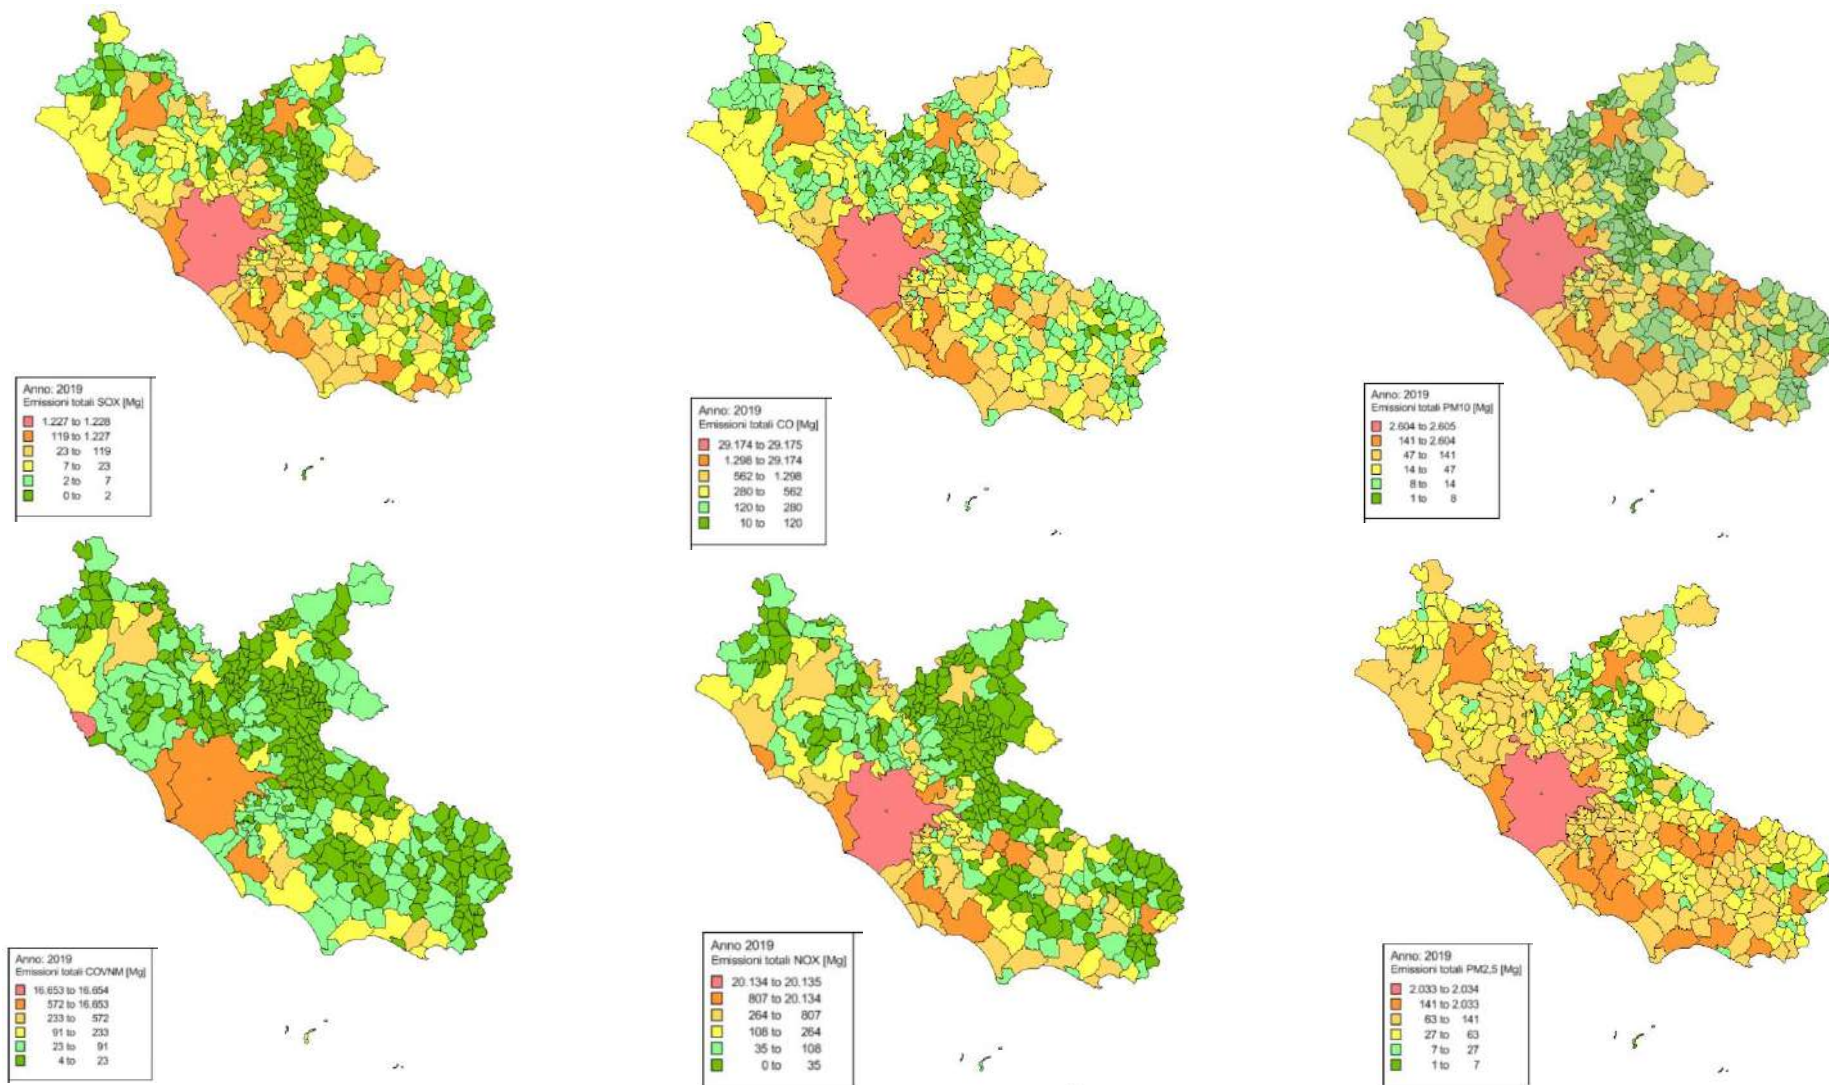 Anno: 2019
Emissioni totali SOX [Mg]
1.227 to 1.228
119 to 1.227
23 to 119
7 to 23
2 to 7
0 to 2
Anno: 2019
Emissioni totali CO [Mg]
29.174 to 29.175
1.298 to 29.174
562 to 1.298
280 to 562
120 to 280
10 to 120
Anno: 2019
Emissioni totali PM10 [Mg]
2.604 to 2.605
141 to 2.604
47 to 141
14 to 47
8 to 14
1 to 8
Anno: 2019
Emissioni totali COVNM [Mg]
16.653 to 16.654
572 to 16.653
233 to 572
91 to 233
23 to 91
4 to 23
Anno 2019
Emissioni totali NOX [Mg]
20.134 to 20.135
807 to 20.134
264 to 807
108 to 264
35 to 108
0 to 35
Anno: 2019
Emissioni totali PM2,5 [Mg]
2.033 to 2.034
141 to 2.033
63 to 141
27 to 63
7 to 27
1 to 7